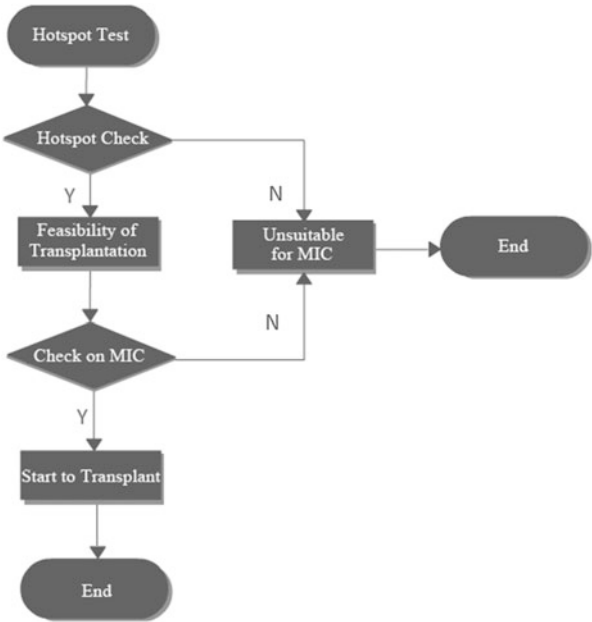 Hotspot Test
Hotspot Check
Y
N
Feasibility of
Transplantation
Unsuitable
for MIC
End
N
Check on MIC
Y
Start to Transplant
End